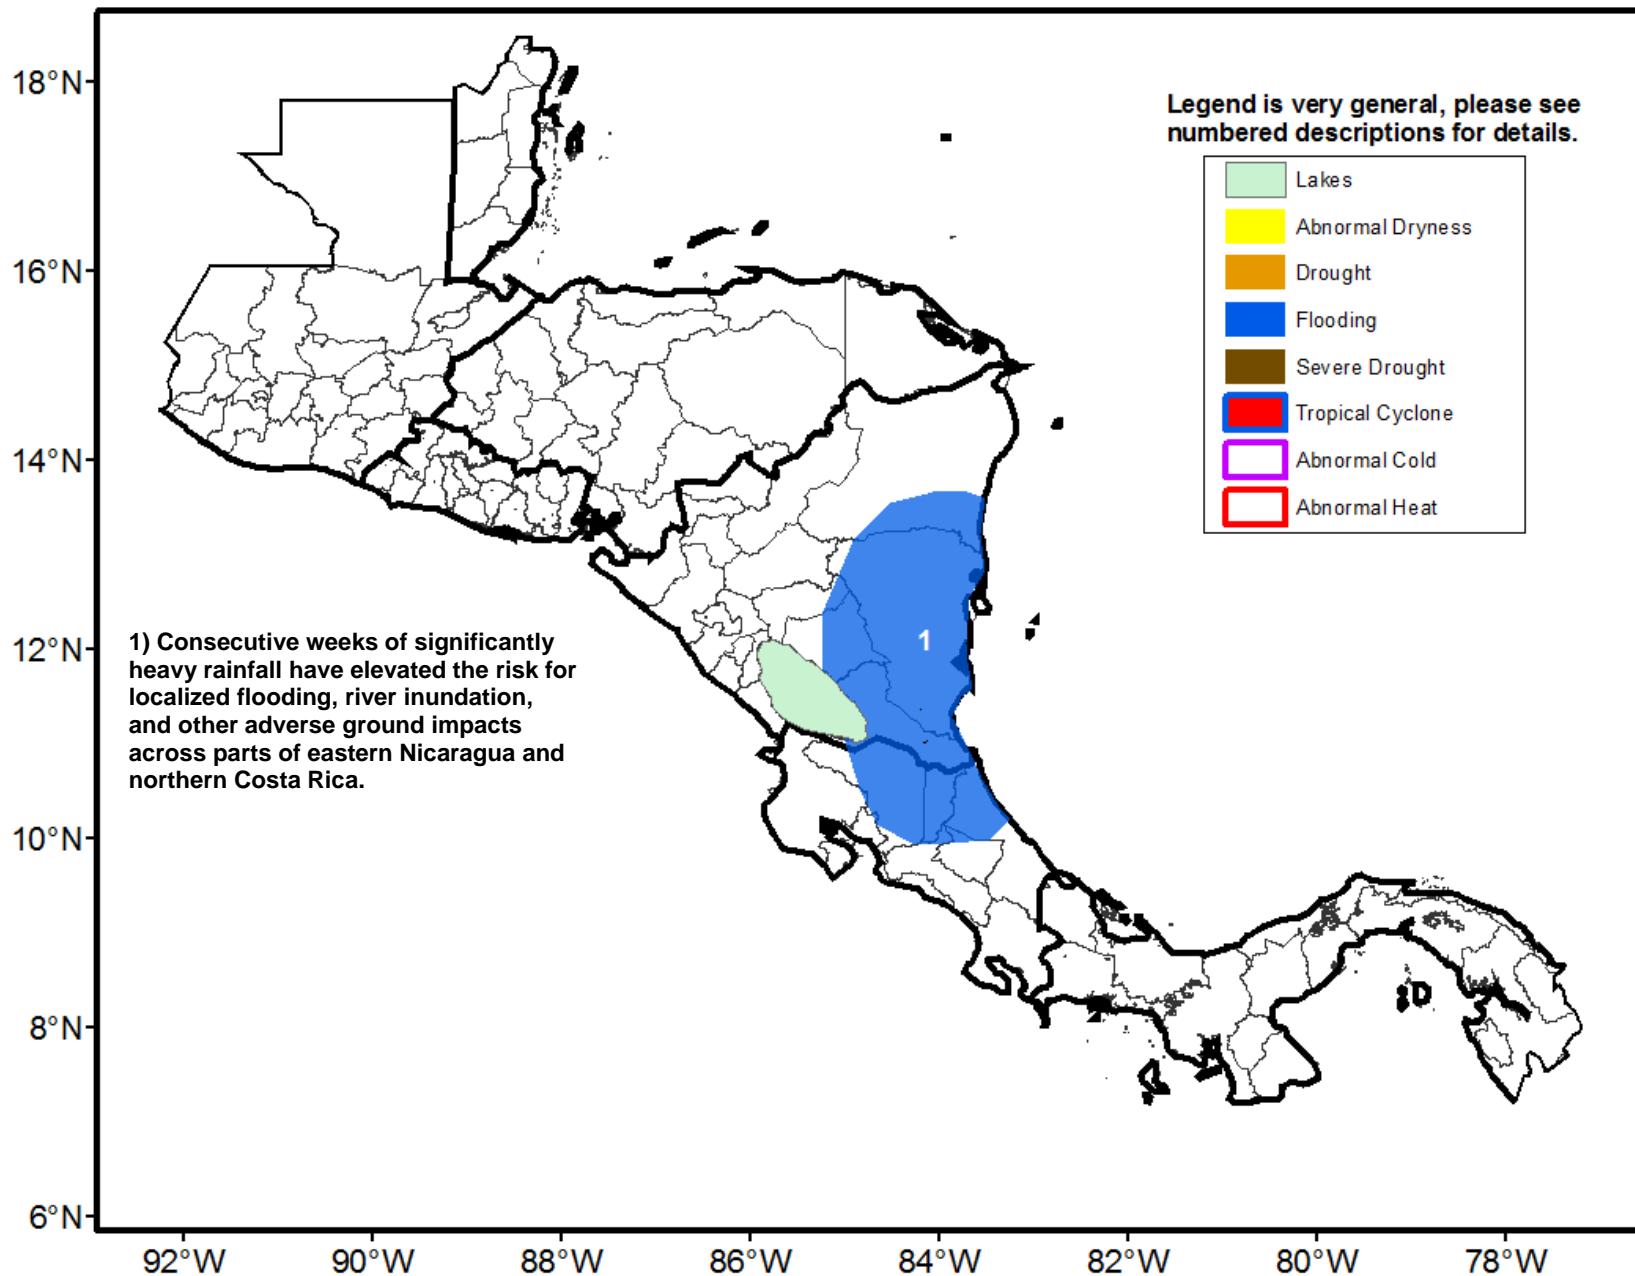 18°N
16°N
14°N
12°N
10°N
8°N
6°N
Legend is very general, please see
numbered descriptions for details.
Lakes
Abnormal Dryness
Drought
Flooding
Severe Drought
Tropical Cyclone
Abnormal Cold
Abnormal Heat
1
1) Consecutive weeks of significantly
heavy rainfall have elevated the risk for
localized flooding, river inundation,
and other adverse ground impacts
across parts of eastern Nicaragua and
northern Costa Rica.
92°W 90°W 88°W 86°W 84°W 82°W 80°W 78°W